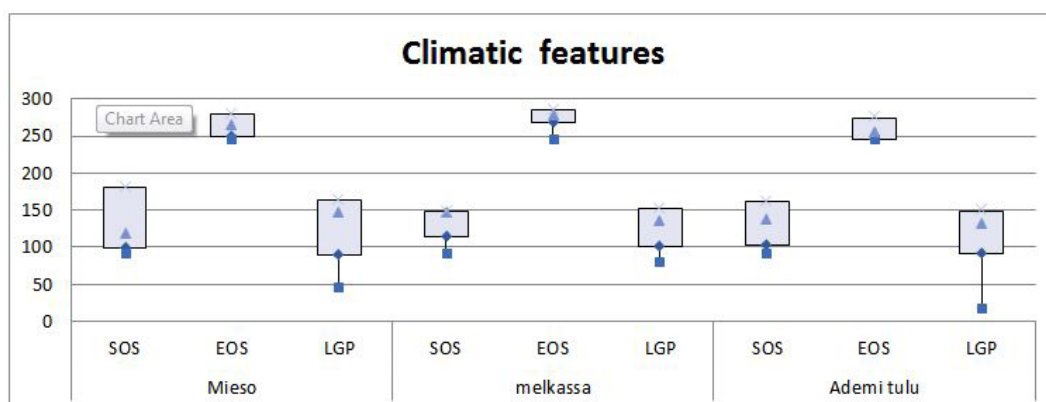 Climatic features
300
Chart Area
250
200
150
100
50
0
SOS EOS LGP SOS EOS LGP SOS EOS LGP
Mieso melkassa Ademi tulu